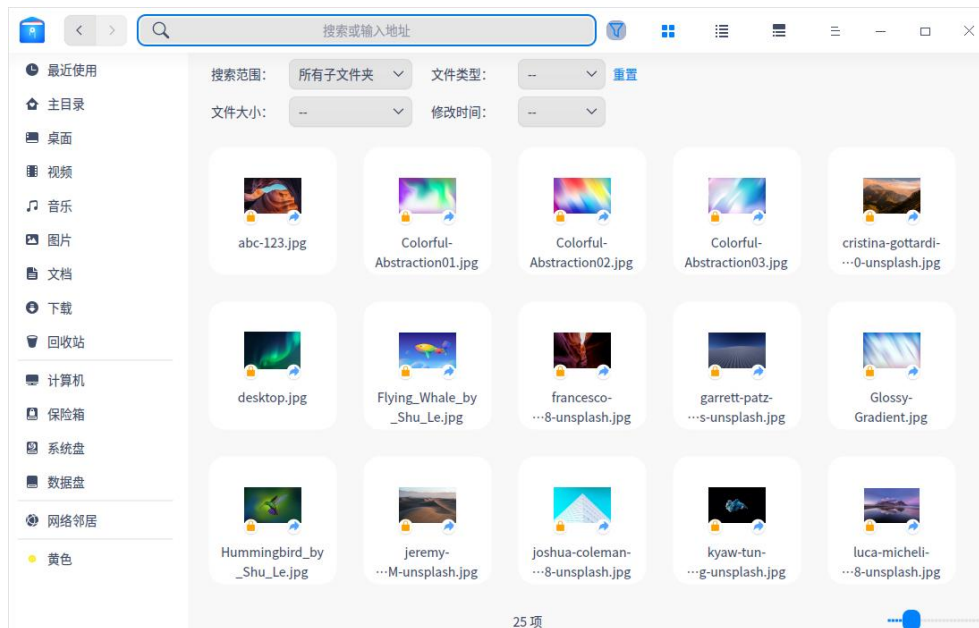 搜索或输入地址
最近使用
主目录
桌面
视频
音乐
图片
文档
下载
回收站
计算机
保险箱
系统盘
数据盘
网络邻居
黄色
搜索范围： 所有子文件夹 文件类型： -- 重置
文件大小： -- 修改时间： --
abc-123.jpg
Colorful-
Abstraction01.jpg
Colorful-
Abstraction02.jpg
Colorful-
Abstraction03.jpg
cristina-gottardi-
···0-unsplash.jpg
desktop.jpg
Flying_Whale_by
_Shu_Le.jpg
francesco-
···8-unsplash.jpg
garrett-patz-
···s-unsplash.jpg
Glossy-
Gradient.jpg
Hummingbird_by
_Shu_Le.jpg
jeremy-
···M-unsplash.jpg
joshua-coleman-
···8-unsplash.jpg
kyaw-tun-
···g-unsplash.jpg
luca-micheli-
···8-unsplash.jpg
25 项